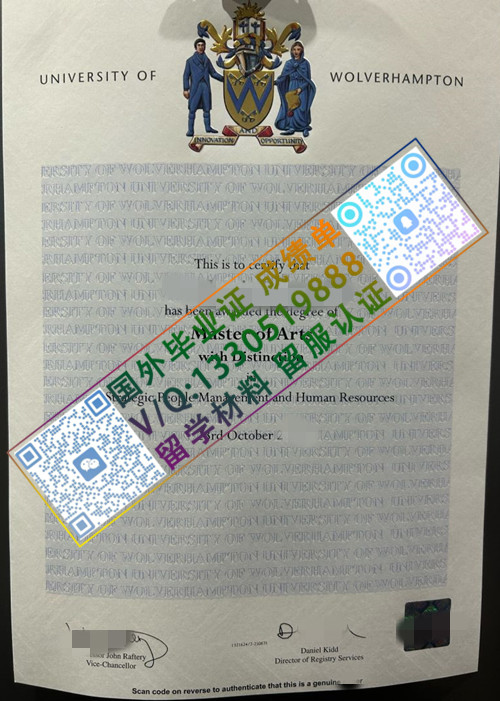 UNIVERSITY OF WOLVERHAMPTON
INNOVATION AND OPPORTUNITY
This is to certify that
has been awarded the degree of
Master of Arts
with Distinction
Strategic People Management and Human Resources
3rd October
国外毕业证 成绩单
V/Q:1330519888
留学材料 留服认证
John Raftery
Vice-Chancellor
Daniel Kidd
Director of Registry Services
Scan code on reverse to authenticate that this is a genuine